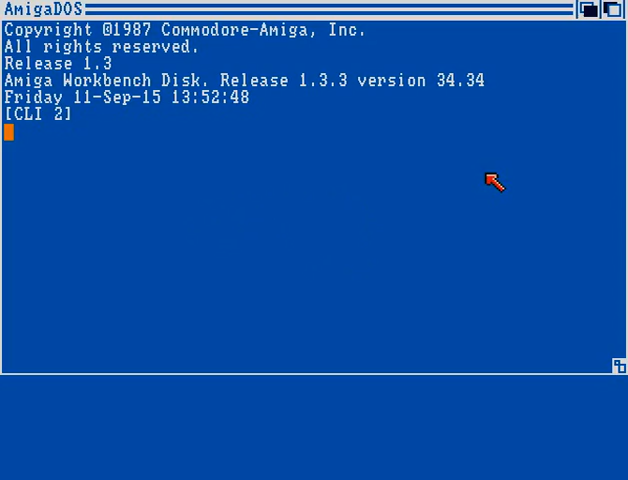 AmigaDOS
Copyright ©1987 Commodore-Amiga, Inc.
All rights reserved.
Release 1.3
Amiga Workbench Disk. Release 1.3.3 version 34.34
Friday 11-Sep-15 13:52:48
[CLI 2]